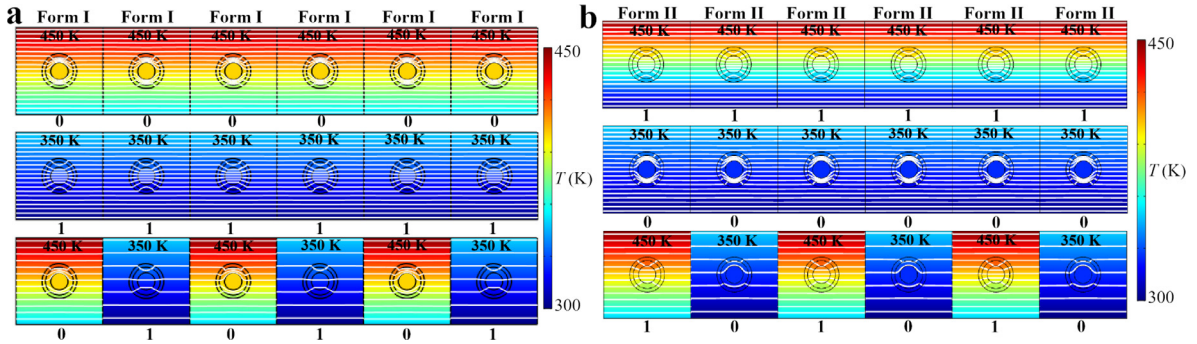 a
Form I Form I Form I Form I Form I Form I
450 K 450 K 450 K 450 K 450 K 450 K
0 0 0 0 0 0
350 K 350 K 350 K 350 K 350 K 350 K
1 1 1 1 1 1
450 K 350 K 450 K 350 K 450 K 350 K
0 1 0 1 0 1
450
T (K)
300
b
Form II Form II Form II Form II Form II Form II
450 K 450 K 450 K 450 K 450 K 450 K
1 1 1 1 1 1
350 K 350 K 350 K 350 K 350 K 350 K
0 0 0 0 0 0
450 K 350 K 450 K 350 K 450 K 350 K
1 0 1 0 1 0
450
T (K)
300